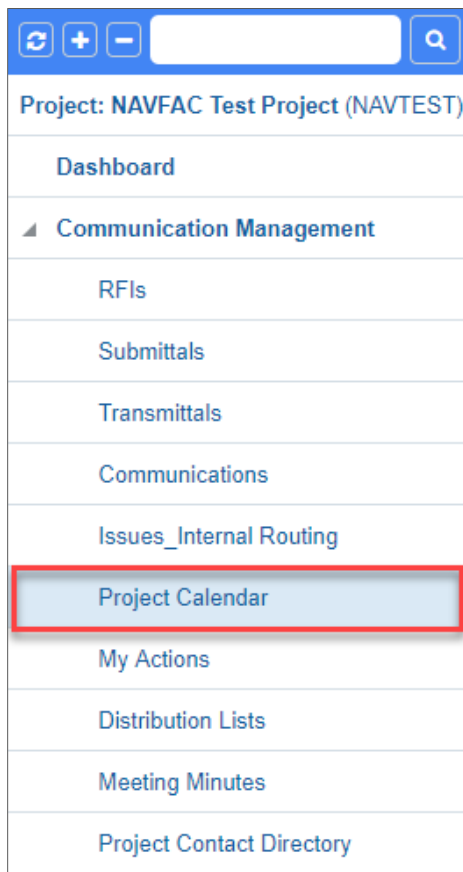 Project: NAVFAC Test Project (NAVTEST)
Dashboard
Communication Management
RFIs
Submittals
Transmittals
Communications
Issues_Internal Routing
Project Calendar
My Actions
Distribution Lists
Meeting Minutes
Project Contact Directory